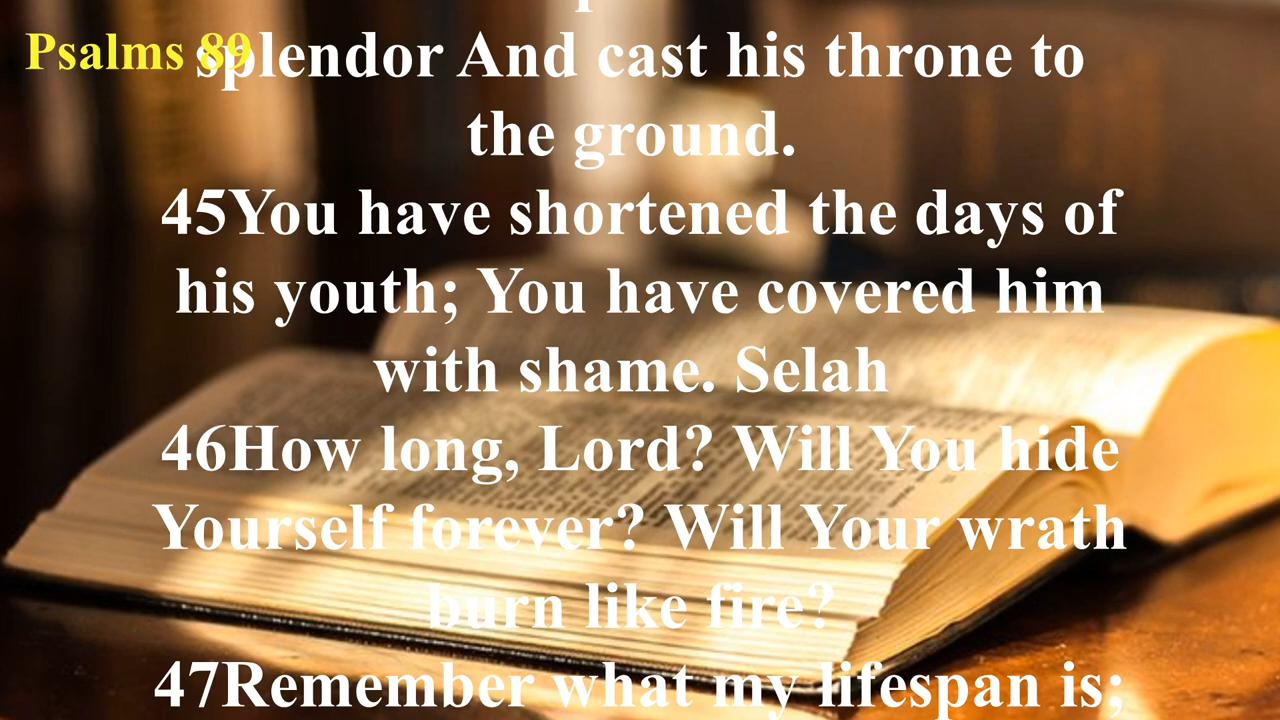 Psalms 89
splendor And cast his throne to
the ground.
45You have shortened the days of
his youth; You have covered him
with shame. Selah
46How long, Lord? Will You hide
Yourself forever? Will Your wrath
burn like fire?
47Remember what my lifespan is;